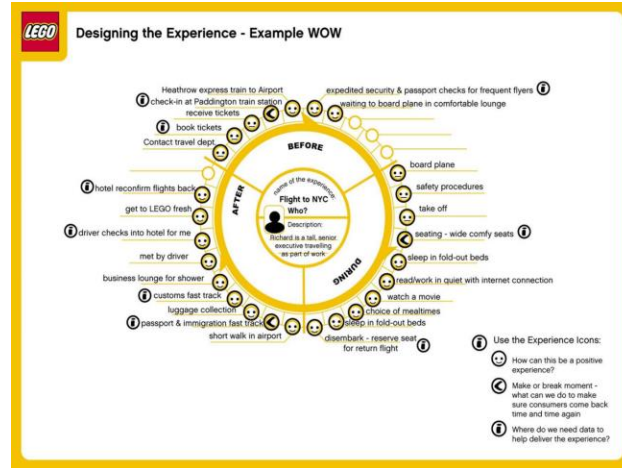 LEGO
Designing the Experience - Example WOW
Heathrow express train to Airport
check-in at Paddington train station
receive tickets
book tickets
Contact travel dept.
expedited security & passport checks for frequent flyers
waiting to board plane in comfortable lounge
BEFORE
board plane
safety procedures
take off
seating - wide comfy seats
sleep in fold-out beds
read/work in quiet with internet connection
watch a movie
choice of mealtimes
sleep in fold-out beds
disembark - reserve seat
for return flight
DURING
hotel reconfirm flights back
get to LEGO fresh
driver checks into hotel for me
met by driver
business lounge for shower
customs fast track
luggage collection
passport & immigration fast track
short walk in airport
AFTER
name of the experience:
Flight to NYC
Who?
Description:
Richard is a tall, senior,
executive travelling
as part of work
Use the Experience Icons:
How can this be a positive
experience?
Make or break moment -
what can we do to make
sure consumers come back
time and time again
Where do we need data to
help deliver the experience?